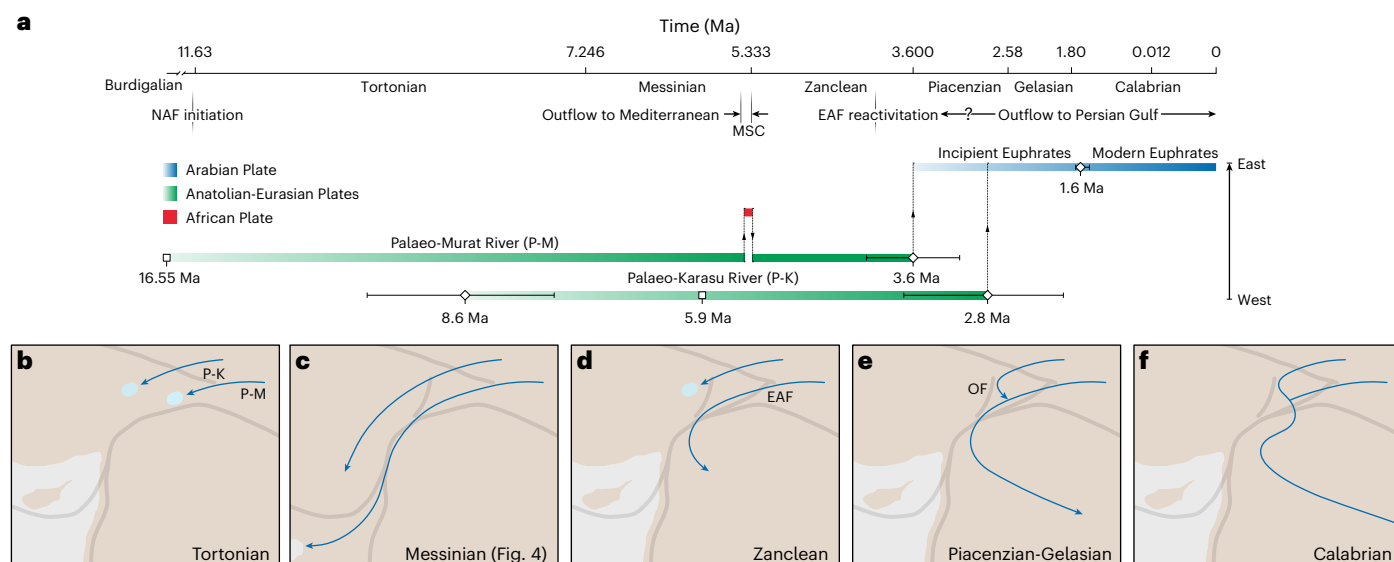 a
Time (Ma)
11.63 7.246 5.333 3.600 2.58 1.80 0.012 0
Burdigalian Tortonian Messinian Zanclean Piacenzian Gelasian Calabrian
NAF initiation Outflow to Mediterranean EAF reactivitation ? Outflow to Persian Gulf
MSC
Incipient Euphrates Modern Euphrates
Arabian Plate East
1.6 Ma
Anatolian-Eurasian Plates
African Plate
Palaeo-Murat River (P-M)
16.55 Ma 3.6 Ma
Palaeo-Karasu River (P-K)
West
8.6 Ma 5.9 Ma 2.8 Ma
b
P-K
P-M
Tortonian
c
Messinian (Fig. 4)
d
EAF
Zanclean
e
OF
Piacenzian-Gelasian
f
Calabrian